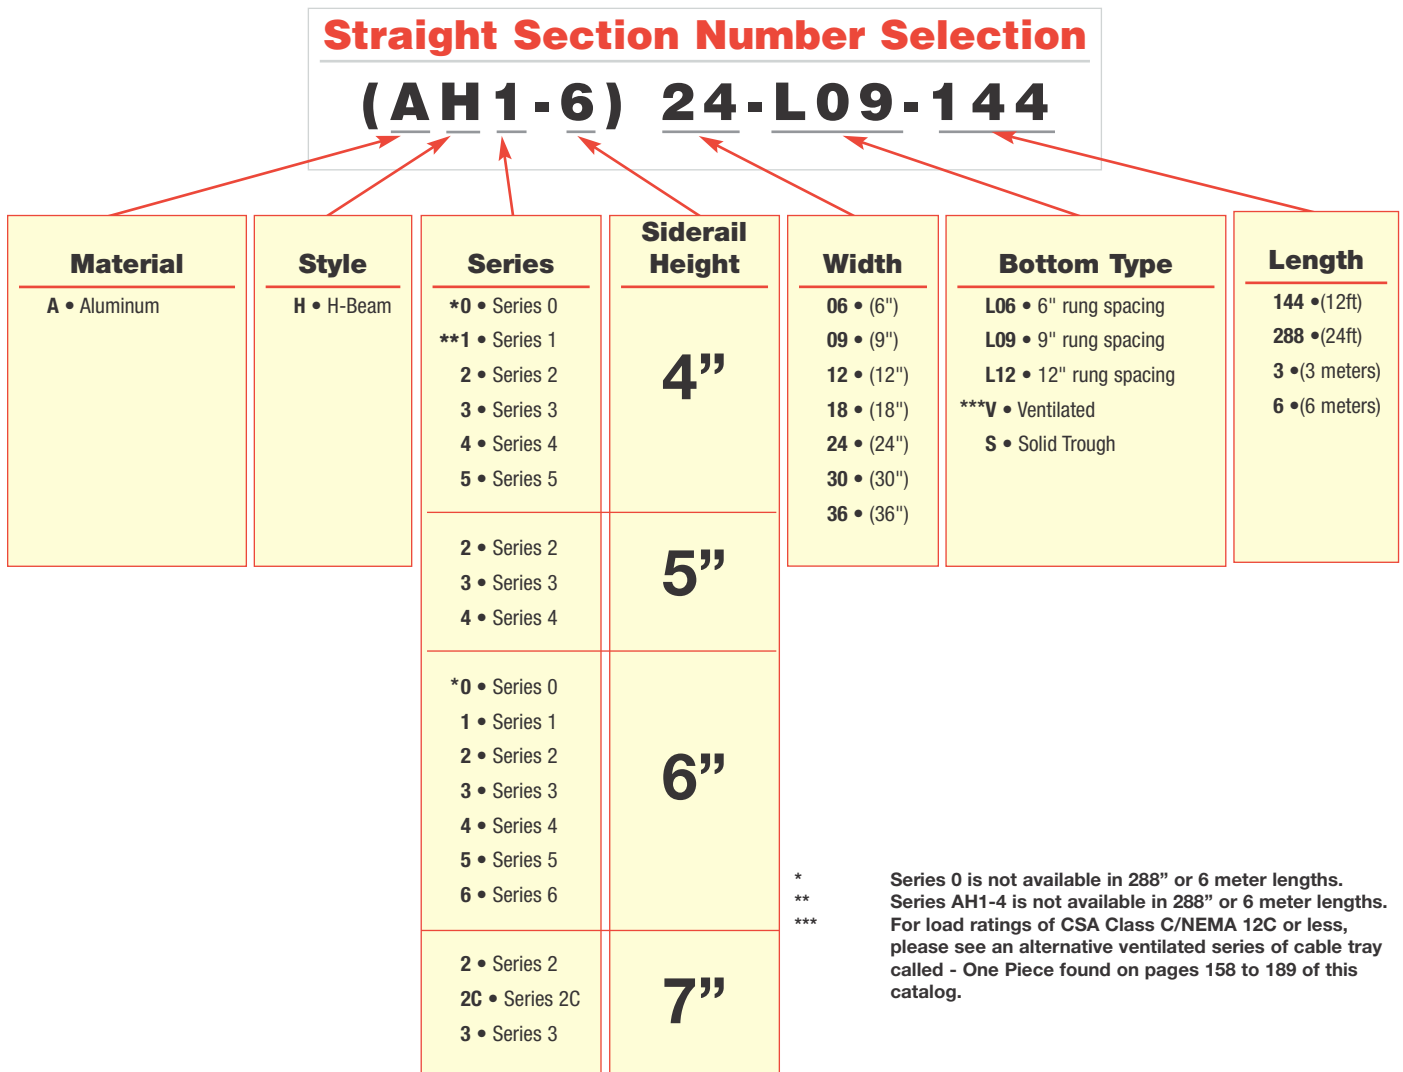 Straight Section Number Selection
(AH1-6) 24-L09-144
Material
A • Aluminum
Style
H • H-Beam
Series
*0 • Series 0
**1 • Series 1
2 • Series 2
3 • Series 3
4 • Series 4
5 • Series 5
2 • Series 2
3 • Series 3
4 • Series 4
*0 • Series 0
1 • Series 1
2 • Series 2
3 • Series 3
4 • Series 4
5 • Series 5
6 • Series 6
2 • Series 2
2C • Series 2C
3 • Series 3
Siderail
Height
4”
5”
6”
7”
Width
06 • (6")
09 • (9")
12 • (12")
18 • (18")
24 • (24")
30 • (30")
36 • (36")
Bottom Type
L06 • 6" rung spacing
L09 • 9" rung spacing
L12 • 12" rung spacing
***V • Ventilated
S • Solid Trough
Length
144 •(12ft)
288 •(24ft)
3 •(3 meters)
6 •(6 meters)
* Series 0 is not available in 288” or 6 meter lengths.
** Series AH1-4 is not available in 288” or 6 meter lengths.
*** For load ratings of CSA Class C/NEMA 12C or less,
please see an alternative ventilated series of cable tray
called - One Piece found on pages 158 to 189 of this
catalog.